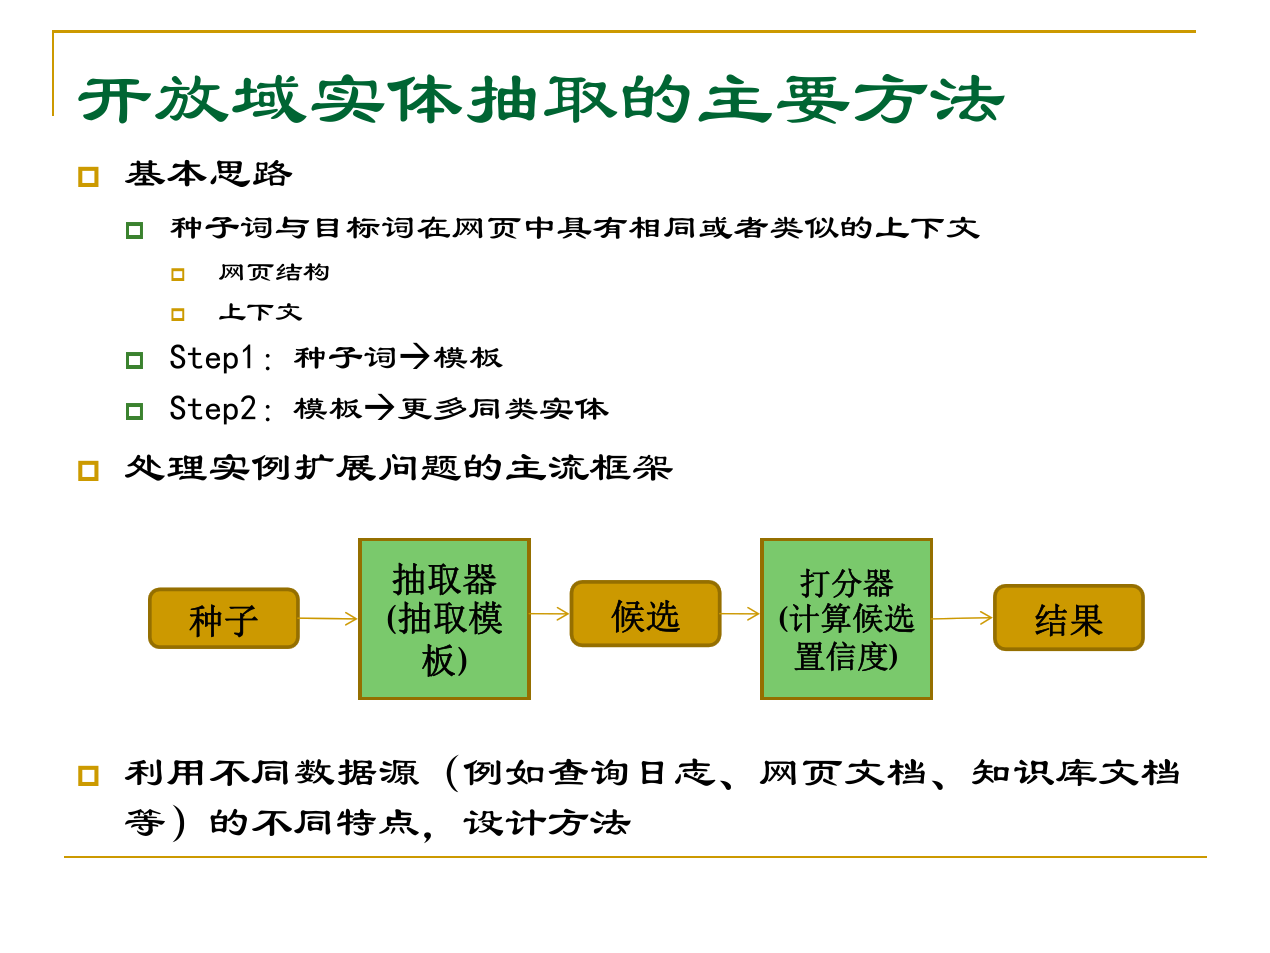 开放域实体抽取的主要方法
基本思路
种子词与目标词在网页中具有相同或者类似的上下文
网页结构
上下文
Step1：种子词→模板
Step2：模板→更多同类实体
处理实例扩展问题的主流框架
种子
抽取器
(抽取模
板)
候选
打分器
(计算候选
置信度)
结果
利用不同数据源（例如查询日志、网页文档、知识库文档
等）的不同特点，设计方法